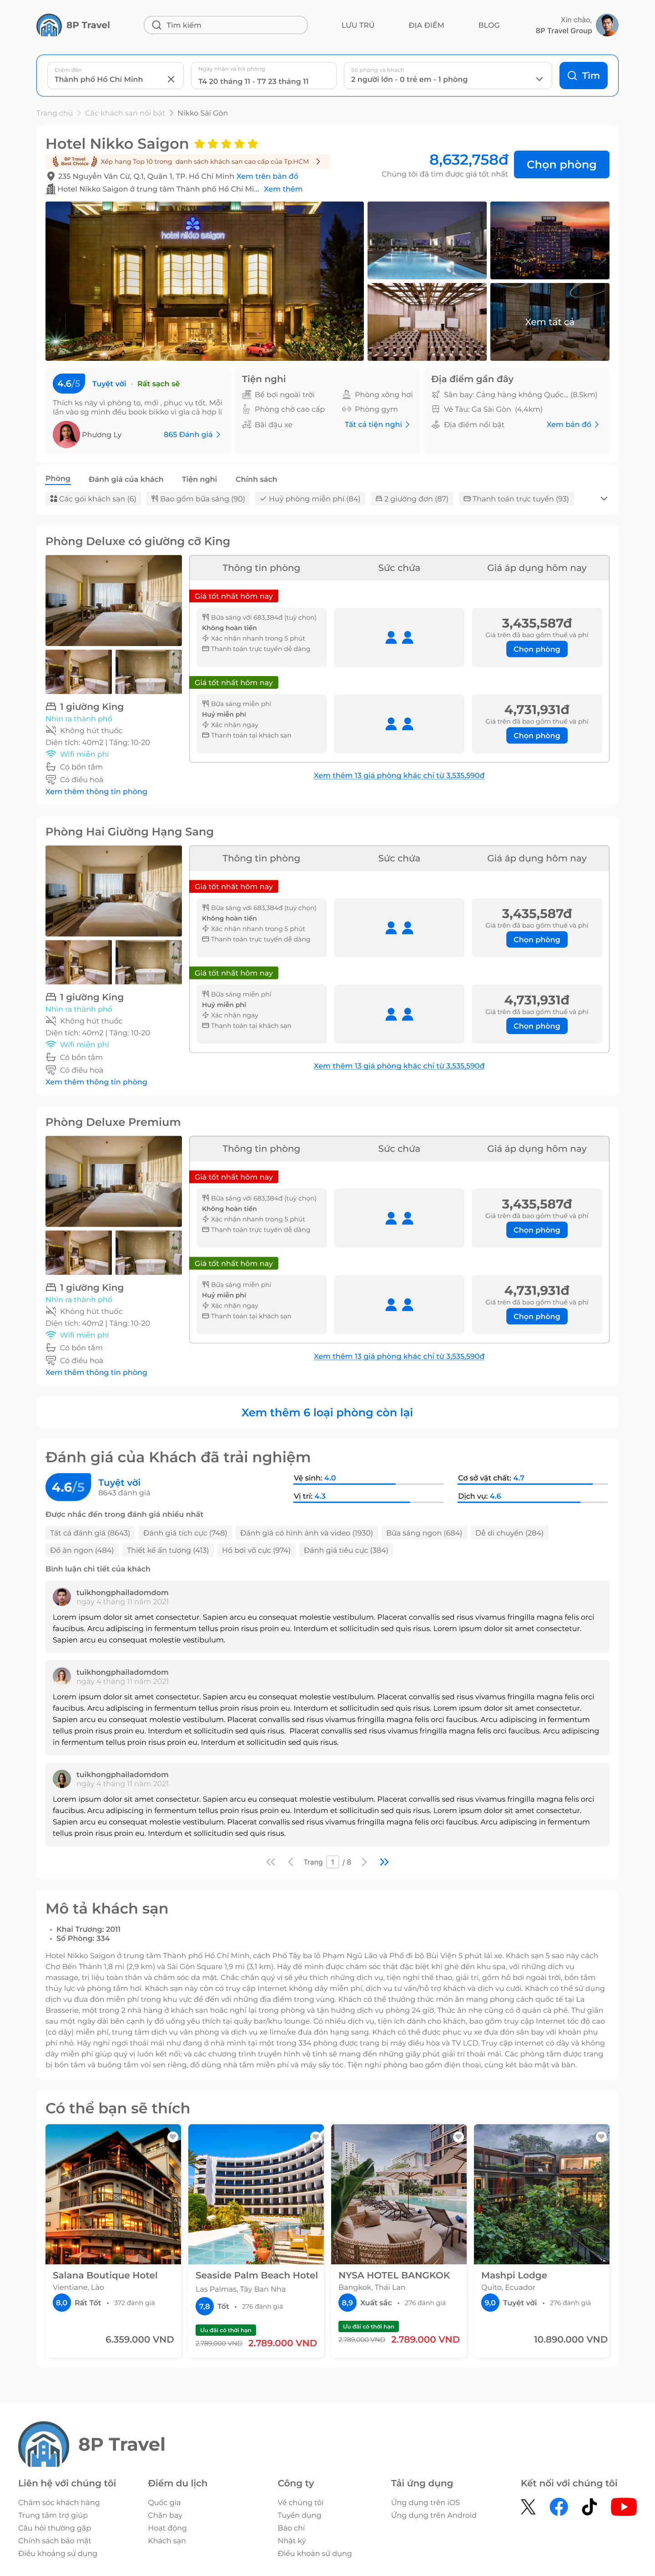 8P Travel
Tìm kiếm
LƯU TRÚ
ĐỊA ĐIỂM
BLOG
Xin chào,
8P Travel Group
Điểm đến
Thành phố Hồ Chí Minh
Ngày nhận và trả phòng
T4 20 tháng 11 - T7 23 tháng 11
Số phòng và khách
2 người lớn - 0 trẻ em - 1 phòng
Tìm
Trang chủ > Các khách sạn nổi bật > Nikko Sài Gòn
Hotel Nikko Saigon
8P Travel
Best Choice
Xếp hạng Top 10 trong danh sách khách sạn cao cấp của Tp.HCM
235 Nguyễn Văn Cừ, Q.1, Quận 1, TP. Hồ Chí Minh Xem trên bản đồ
Hotel Nikko Saigon ở trung tâm Thành phố Hồ Chí Mi... Xem thêm
8,632,758đ
Chúng tôi đã tìm được giá tốt nhất
Chọn phòng
hotel nikko saigon
Xem tất cả
4.6/5
Tuyệt vời · Rất sạch sẽ
Thích ks này vì phòng to, mới , phục vụ tốt. Mỗi
lần vào sg mình đều book bikko vì giá cả hợp lí
Phương Ly
865 Đánh giá
Tiện nghi
Bể bơi ngoài trời
Phòng xông hơi
Phòng chờ cao cấp
Phòng gym
Bãi đậu xe
Tất cả tiện nghi
Địa điểm gần đây
Sân bay: Cảng hàng không Quốc... (8.5km)
Vé Tàu: Ga Sài Gòn (4,4km)
Địa điểm nổi bật
Xem bản đồ
Phòng
Đánh giá của khách
Tiện nghi
Chính sách
Các gói khách sạn (6)
Bao gồm bữa sáng (90)
Huỷ phòng miễn phí (84)
2 giường đơn (87)
Thanh toán trực tuyến (93)
Phòng Deluxe có giường cỡ King
Thông tin phòng
Sức chứa
Giá áp dụng hôm nay
Giá tốt nhất hôm nay
Bữa sáng với 683,384đ (tuỳ chọn)
Không hoàn tiền
Xác nhận nhanh trong 5 phút
Thanh toán trực tuyến dễ dàng
3,435,587đ
Giá trên đã bao gồm thuế và phí
Chọn phòng
Giá tốt nhất hôm nay
Bữa sáng miễn phí
Huỷ miễn phí
Xác nhận ngay
Thanh toán tại khách sạn
4,731,931đ
Giá trên đã bao gồm thuế và phí
Chọn phòng
1 giường King
Nhìn ra thành phố
Không hút thuốc
Diện tích: 40m2 | Tầng: 10-20
Wifi miễn phí
Có bồn tắm
Có điều hoà
Xem thêm thông tin phòng
Xem thêm 13 giá phòng khác chỉ từ 3,535,590đ
Phòng Hai Giường Hạng Sang
Thông tin phòng
Sức chứa
Giá áp dụng hôm nay
Giá tốt nhất hôm nay
Bữa sáng với 683,384đ (tuỳ chọn)
Không hoàn tiền
Xác nhận nhanh trong 5 phút
Thanh toán trực tuyến dễ dàng
3,435,587đ
Giá trên đã bao gồm thuế và phí
Chọn phòng
Giá tốt nhất hôm nay
Bữa sáng miễn phí
Huỷ miễn phí
Xác nhận ngay
Thanh toán tại khách sạn
4,731,931đ
Giá trên đã bao gồm thuế và phí
Chọn phòng
1 giường King
Nhìn ra thành phố
Không hút thuốc
Diện tích: 40m2 | Tầng: 10-20
Wifi miễn phí
Có bồn tắm
Có điều hoà
Xem thêm thông tin phòng
Xem thêm 13 giá phòng khác chỉ từ 3,535,590đ
Phòng Deluxe Premium
Thông tin phòng
Sức chứa
Giá áp dụng hôm nay
Giá tốt nhất hôm nay
Bữa sáng với 683,384đ (tuỳ chọn)
Không hoàn tiền
Xác nhận nhanh trong 5 phút
Thanh toán trực tuyến dễ dàng
3,435,587đ
Giá trên đã bao gồm thuế và phí
Chọn phòng
Giá tốt nhất hôm nay
Bữa sáng miễn phí
Huỷ miễn phí
Xác nhận ngay
Thanh toán tại khách sạn
4,731,931đ
Giá trên đã bao gồm thuế và phí
Chọn phòng
1 giường King
Nhìn ra thành phố
Không hút thuốc
Diện tích: 40m2 | Tầng: 10-20
Wifi miễn phí
Có bồn tắm
Có điều hoà
Xem thêm thông tin phòng
Xem thêm 13 giá phòng khác chỉ từ 3,535,590đ
Xem thêm 6 loại phòng còn lại
Đánh giá của Khách đã trải nghiệm
4.6/5
Tuyệt vời
8643 đánh giá
Vệ sinh: 4.0
Cơ sở vật chất: 4.7
Vị trí: 4.3
Dịch vụ: 4.6
Được nhắc đến trong đánh giá nhiều nhất
Tất cả đánh giá (8643)
Đánh giá tích cực (748)
Đánh giá có hình ảnh và video (1930)
Bữa sáng ngon (684)
Dễ di chuyển (284)
Đồ ăn ngon (484)
Thiết kế ấn tượng (413)
Hồ bơi vô cực (974)
Đánh giá tiêu cực (384)
Bình luận chi tiết của khách
tuikhongphailadomdom
ngày 4 tháng 11 năm 2021
Lorem ipsum dolor sit amet consectetur. Sapien arcu eu consequat molestie vestibulum. Placerat convallis sed risus vivamus fringilla magna felis orci
faucibus. Arcu adipiscing in fermentum tellus proin risus proin eu. Interdum et sollicitudin sed quis risus. Lorem ipsum dolor sit amet consectetur.
Sapien arcu eu consequat molestie vestibulum.
tuikhongphailadomdom
ngày 4 tháng 11 năm 2021
Lorem ipsum dolor sit amet consectetur. Sapien arcu eu consequat molestie vestibulum. Placerat convallis sed risus vivamus fringilla magna felis orci
faucibus. Arcu adipiscing in fermentum tellus proin risus proin eu. Interdum et sollicitudin sed quis risus. Lorem ipsum dolor sit amet consectetur.
Sapien arcu eu consequat molestie vestibulum. Placerat convallis sed risus vivamus fringilla magna felis orci faucibus. Arcu adipiscing in fermentum
tellus proin risus proin eu. Interdum et sollicitudin sed quis risus. Placerat convallis sed risus vivamus fringilla magna felis orci faucibus. Arcu adipiscing
in fermentum tellus proin risus proin eu. Interdum et sollicitudin sed quis risus.
tuikhongphailadomdom
ngày 4 tháng 11 năm 2021
Lorem ipsum dolor sit amet consectetur. Sapien arcu eu consequat molestie vestibulum. Placerat convallis sed risus vivamus fringilla magna felis orci
faucibus. Arcu adipiscing in fermentum tellus proin risus proin eu. Interdum et sollicitudin sed quis risus. Lorem ipsum dolor sit amet consectetur.
Sapien arcu eu consequat molestie vestibulum. Placerat convallis sed risus vivamus fringilla magna felis orci faucibus. Arcu adipiscing in fermentum
tellus proin risus proin eu. Interdum et sollicitudin sed quis risus.
Trang 1 / 8
Mô tả khách sạn
Khai Trương: 2011
Số Phòng: 334
Hotel Nikko Saigon ở trung tâm Thành phố Hồ Chí Minh, cách Phố Tây ba lô Phạm Ngũ Lão và Phố đi bộ Bùi Viện 5 phút lái xe. Khách sạn 5 sao này cách
Chợ Bến Thành 1,8 mi (2,9 km) và Sài Gòn Square 1,9 mi (3,1 km). Hãy để mình được chăm sóc thật đặc biệt khi ghé đến khu spa, với những dịch vụ
massage, trị liệu toàn thân và chăm sóc da mặt. Chắc chắn quý vị sẽ yêu thích những dịch vụ, tiện nghi thể thao, giải trí, gồm hồ bơi ngoài trời, bồn tắm
thủy lực và phòng tắm hơi. Khách sạn này còn có truy cập Internet không dây miễn phí, dịch vụ tư vấn/hỗ trợ khách và dịch vụ cưới. Khách có thể sử dụng
dịch vụ đưa đón miễn phí trong khu vực để đến với những địa điểm trong vùng. Khách có thể thưởng thức món ăn mang phong cách quốc tế tại La
Brasserie, một trong 2 nhà hàng ở khách sạn hoặc nghỉ lại trong phòng và tận hưởng dịch vụ phòng 24 giờ. Thức ăn nhẹ cũng có ở quán cà phê. Thư giãn
sau một ngày dài bên cạnh ly đồ uống yêu thích tại quầy bar/khu lounge. Có nhiều dịch vụ, tiện ích dành cho khách, bao gồm truy cập Internet tốc độ cao
(có dây) miễn phí, trung tâm dịch vụ văn phòng và dịch vụ xe limo/xe đưa đón hạng sang. Khách có thể được phục vụ xe đưa đón sân bay với khoản phụ
phí nhỏ. Hãy nghỉ ngơi thoải mái như đang ở nhà mình tại một trong 334 phòng được trang bị máy điều hòa và TV LCD. Truy cập internet có dây và không
dây miễn phí giúp quý vị luôn kết nối; và các chương trình truyền hình vệ tinh sẽ mang đến những giây phút giải trí thoải mái. Các phòng tắm được trang
bị bồn tắm và buồng tắm vòi sen riêng, đồ dùng nhà tắm miễn phí và máy sấy tóc. Tiện nghi phòng bao gồm điện thoại, cùng két bảo mật và bàn.
Có thể bạn sẽ thích
Salana Boutique Hotel
Vientiane, Lào
8,0 Rất Tốt • 372 đánh giá
6.359.000 VND
Seaside Palm Beach Hotel
Las Palmas, Tây Ban Nha
7,8 Tốt • 276 đánh giá
Ưu đãi có thời hạn
2.789.000 VND 2.789.000 VND
NYSA HOTEL BANGKOK
Bangkok, Thái Lan
8,9 Xuất sắc • 276 đánh giá
Ưu đãi có thời hạn
2.789.000 VND 2.789.000 VND
Mashpi Lodge
Quito, Ecuador
9,0 Tuyệt vời • 276 đánh giá
10.890.000 VND
8P Travel
Liên hệ với chúng tôi
Chăm sóc khách hàng
Trung tâm trợ giúp
Câu hỏi thường gặp
Chính sách bảo mật
Điều khoảng sử dụng
Điểm du lịch
Quốc gia
Chặn bay
Hoạt động
Khách sạn
Công ty
Về chúng tôi
Tuyển dụng
Báo chí
Nhật ký
Điều khoản sử dụng
Tải ứng dụng
Ứng dụng trên iOS
Ứng dụng trên Android
Kết nối với chúng tôi